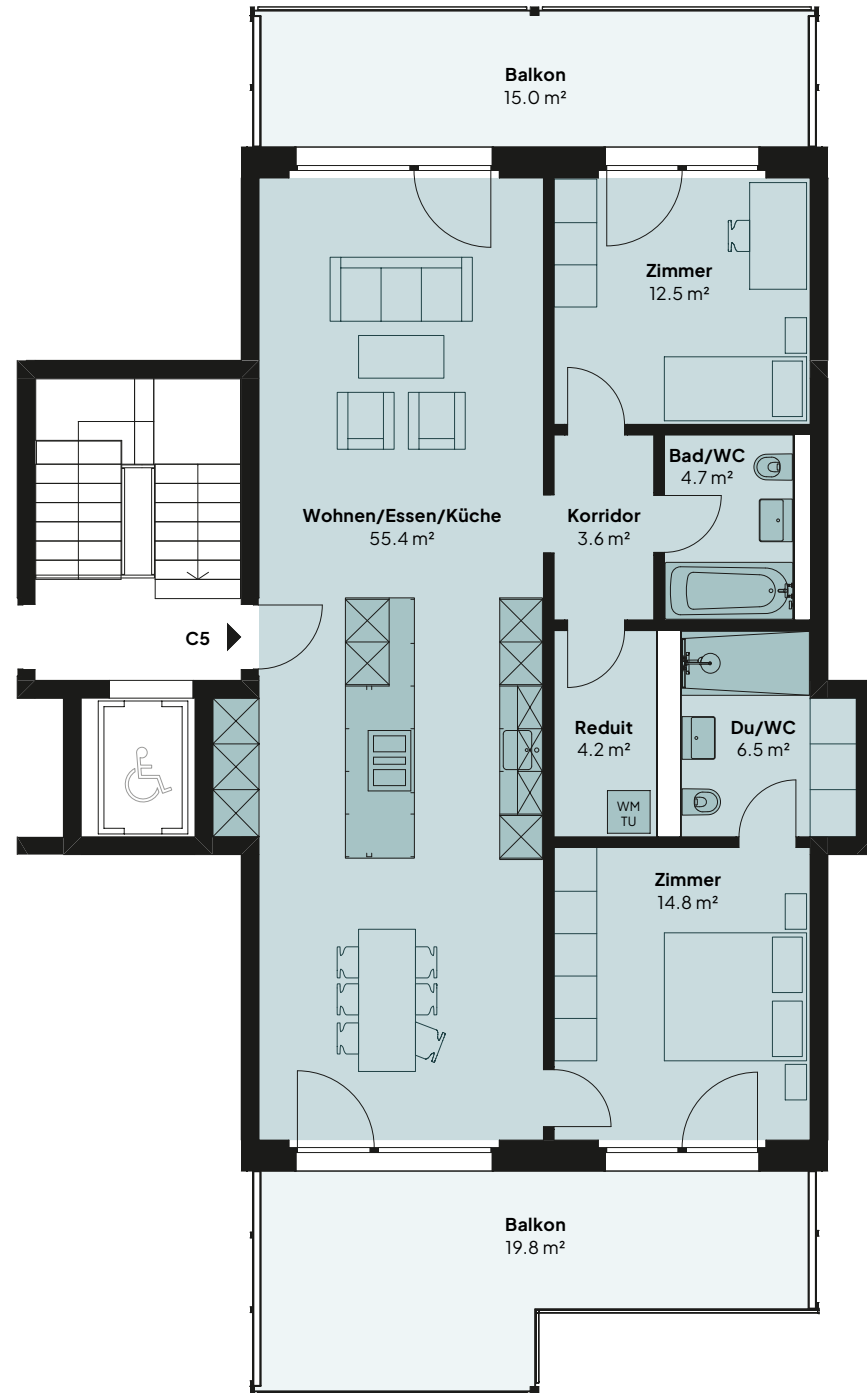 Balkon
15.0 m²
Zimmer
12.5 m²
Bad/WC
4.7 m²
Wohnen/Essen/Küche
55.4 m²
Korridor
3.6 m²
C5
Reduit
4.2 m²
Du/WC
6.5 m²
WM
TU
Zimmer
14.8 m²
Balkon
19.8 m²